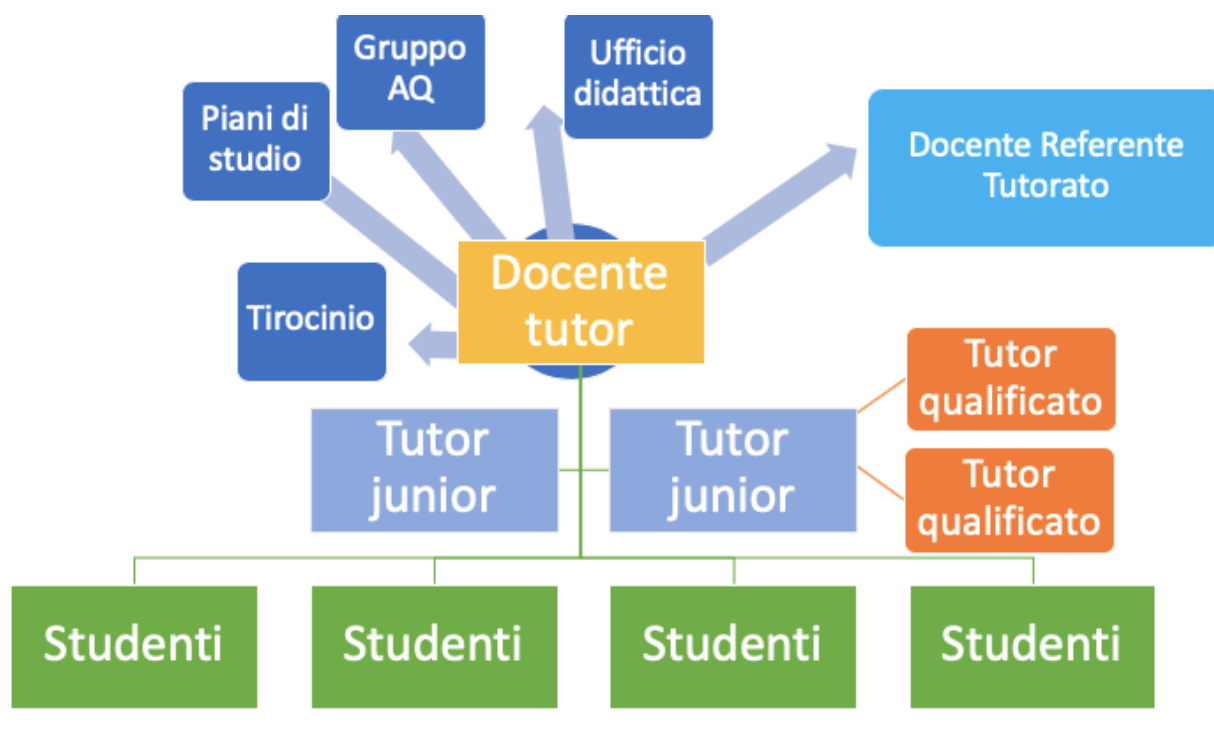 Gruppo
AQ
Ufficio
didattica
Piani di
studio
Docente Referente
Tutorato
Docente
tutor
Tirocinio
Tutor
qualificato
Tutor
junior
Tutor
junior
Tutor
qualificato
Studenti
Studenti
Studenti
Studenti